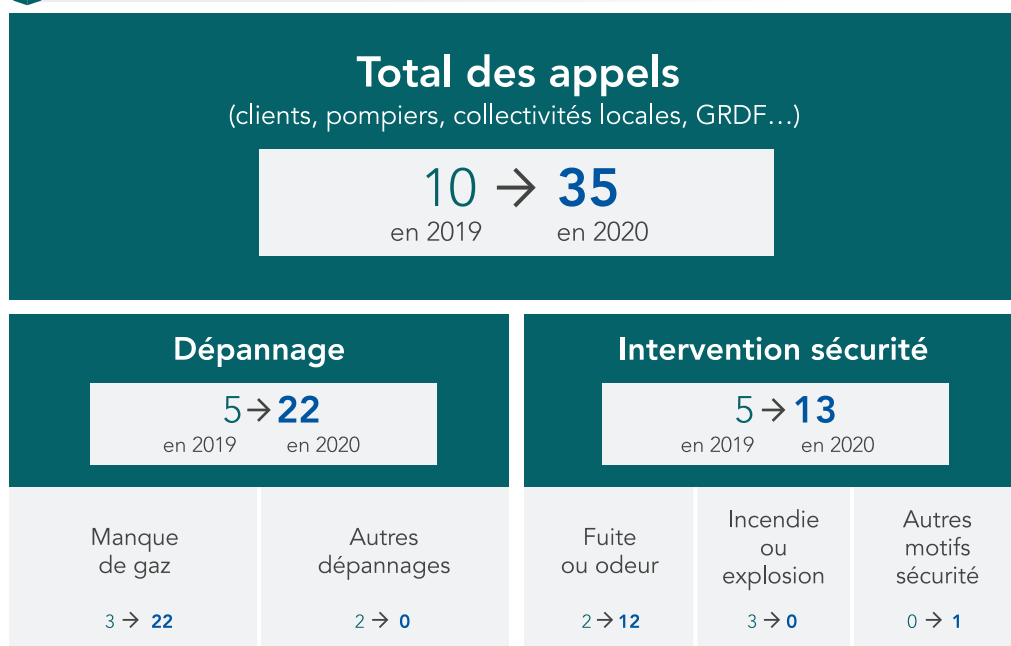 Total des appels
(clients, pompiers, collectivités locales, GRDF…)
10 → 35
en 2019 en 2020
Dépannage
5 → 22
en 2019 en 2020
Manque
de gaz
3 → 22
Autres
dépannages
2 → 0
Intervention sécurité
5 → 13
en 2019 en 2020
Fuite
ou odeur
2 → 12
Incendie
ou
explosion
3 → 0
Autres
motifs
sécurité
0 → 1